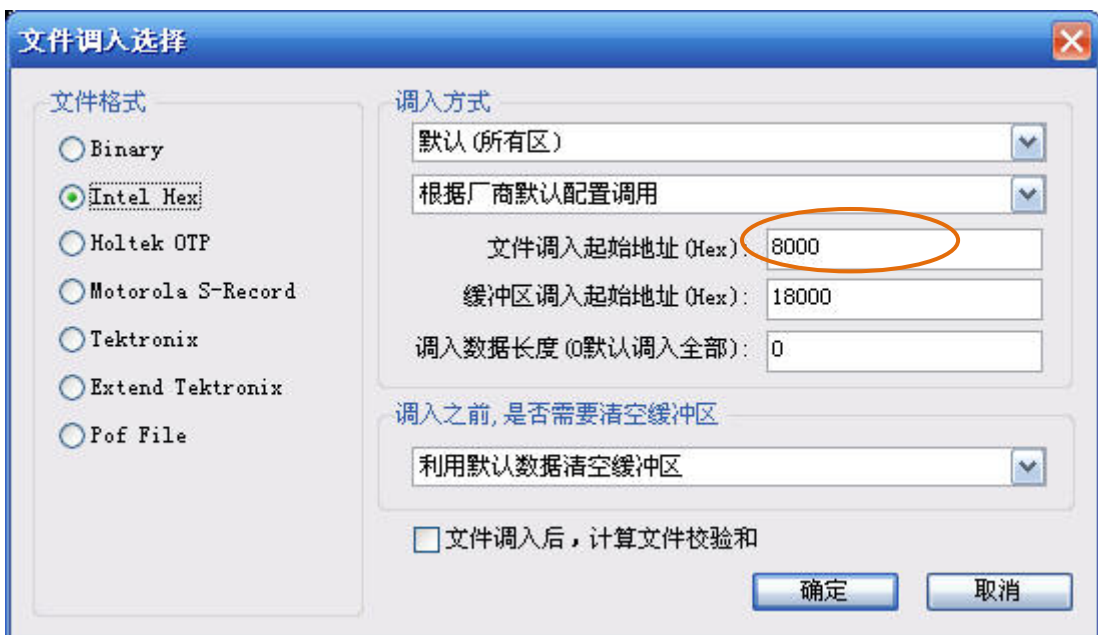 文件调入选择
文件格式
Binary
Intel Hex
Holtek OTP
Motorola S-Record
Tektronix
Extend Tektronix
Pof File
调入方式
默认(所有区)
根据厂商默认配置调用
文件调入起始地址(Hex): 8000
缓冲区调入起始地址(Hex): 18000
调入数据长度(0默认调入全部): 0
调入之前,是否需要清空缓冲区
利用默认数据清空缓冲区
文件调入后，计算文件校验和
确定 取消